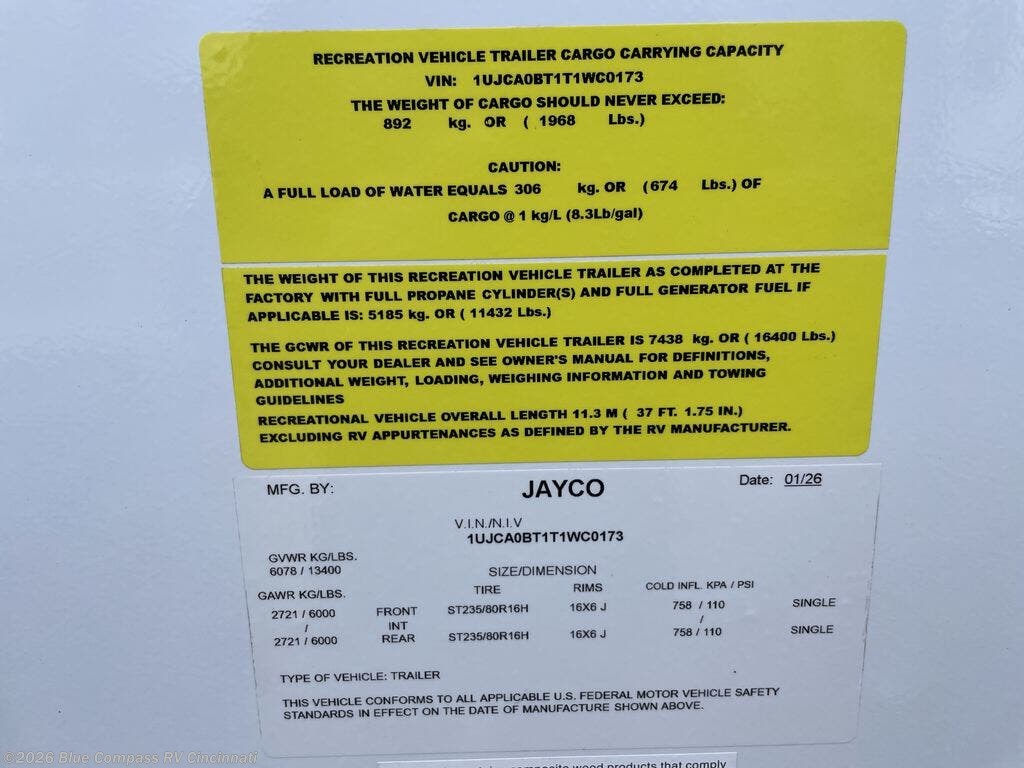 RECREATION VEHICLE TRAILER CARGO CARRYING CAPACITY
VIN: 1UJCA0BT1T1WC0173
THE WEIGHT OF CARGO SHOULD NEVER EXCEED:
892 kg. OR ( 1968 Lbs.)
CAUTION:
A FULL LOAD OF WATER EQUALS 306 kg. OR (674 Lbs.) OF
CARGO @ 1 kg/L (8.3Lb/gal)
THE WEIGHT OF THIS RECREATION VEHICLE TRAILER AS COMPLETED AT THE
FACTORY WITH FULL PROPANE CYLINDER(S) AND FULL GENERATOR FUEL IF
APPLICABLE IS: 5185 kg. OR ( 11432 Lbs.)
THE GCWR OF THIS RECREATION VEHICLE TRAILER IS 7438 kg. OR ( 16400 Lbs.)
CONSULT YOUR DEALER AND SEE OWNER'S MANUAL FOR DEFINITIONS,
ADDITIONAL WEIGHT, LOADING, WEIGHING INFORMATION AND TOWING
GUIDELINES
RECREATIONAL VEHICLE OVERALL LENGTH 11.3 M ( 37 FT. 1.75 IN.)
EXCLUDING RV APPURTENANCES AS DEFINED BY THE RV MANUFACTURER.
MFG. BY: JAYCO Date: 01/26
V.I.N./N.I.V
1UJCA0BT1T1WC0173
GVWR KG/LBS.
6078 / 13400
SIZE/DIMENSION
GAWR KG/LBS. TIRE RIMS COLD INFL. KPA / PSI
2721 / 6000 FRONT ST235/80R16H 16X6 J 758 / 110 SINGLE
/ INT /
2721 / 6000 REAR ST235/80R16H 16X6 J 758 / 110 SINGLE
TYPE OF VEHICLE: TRAILER
THIS VEHICLE CONFORMS TO ALL APPLICABLE U.S. FEDERAL MOTOR VEHICLE SAFETY
STANDARDS IN EFFECT ON THE DATE OF MANUFACTURE SHOWN ABOVE.
composite wood products that comply
©2026 Blue Compass RV Cincinnati